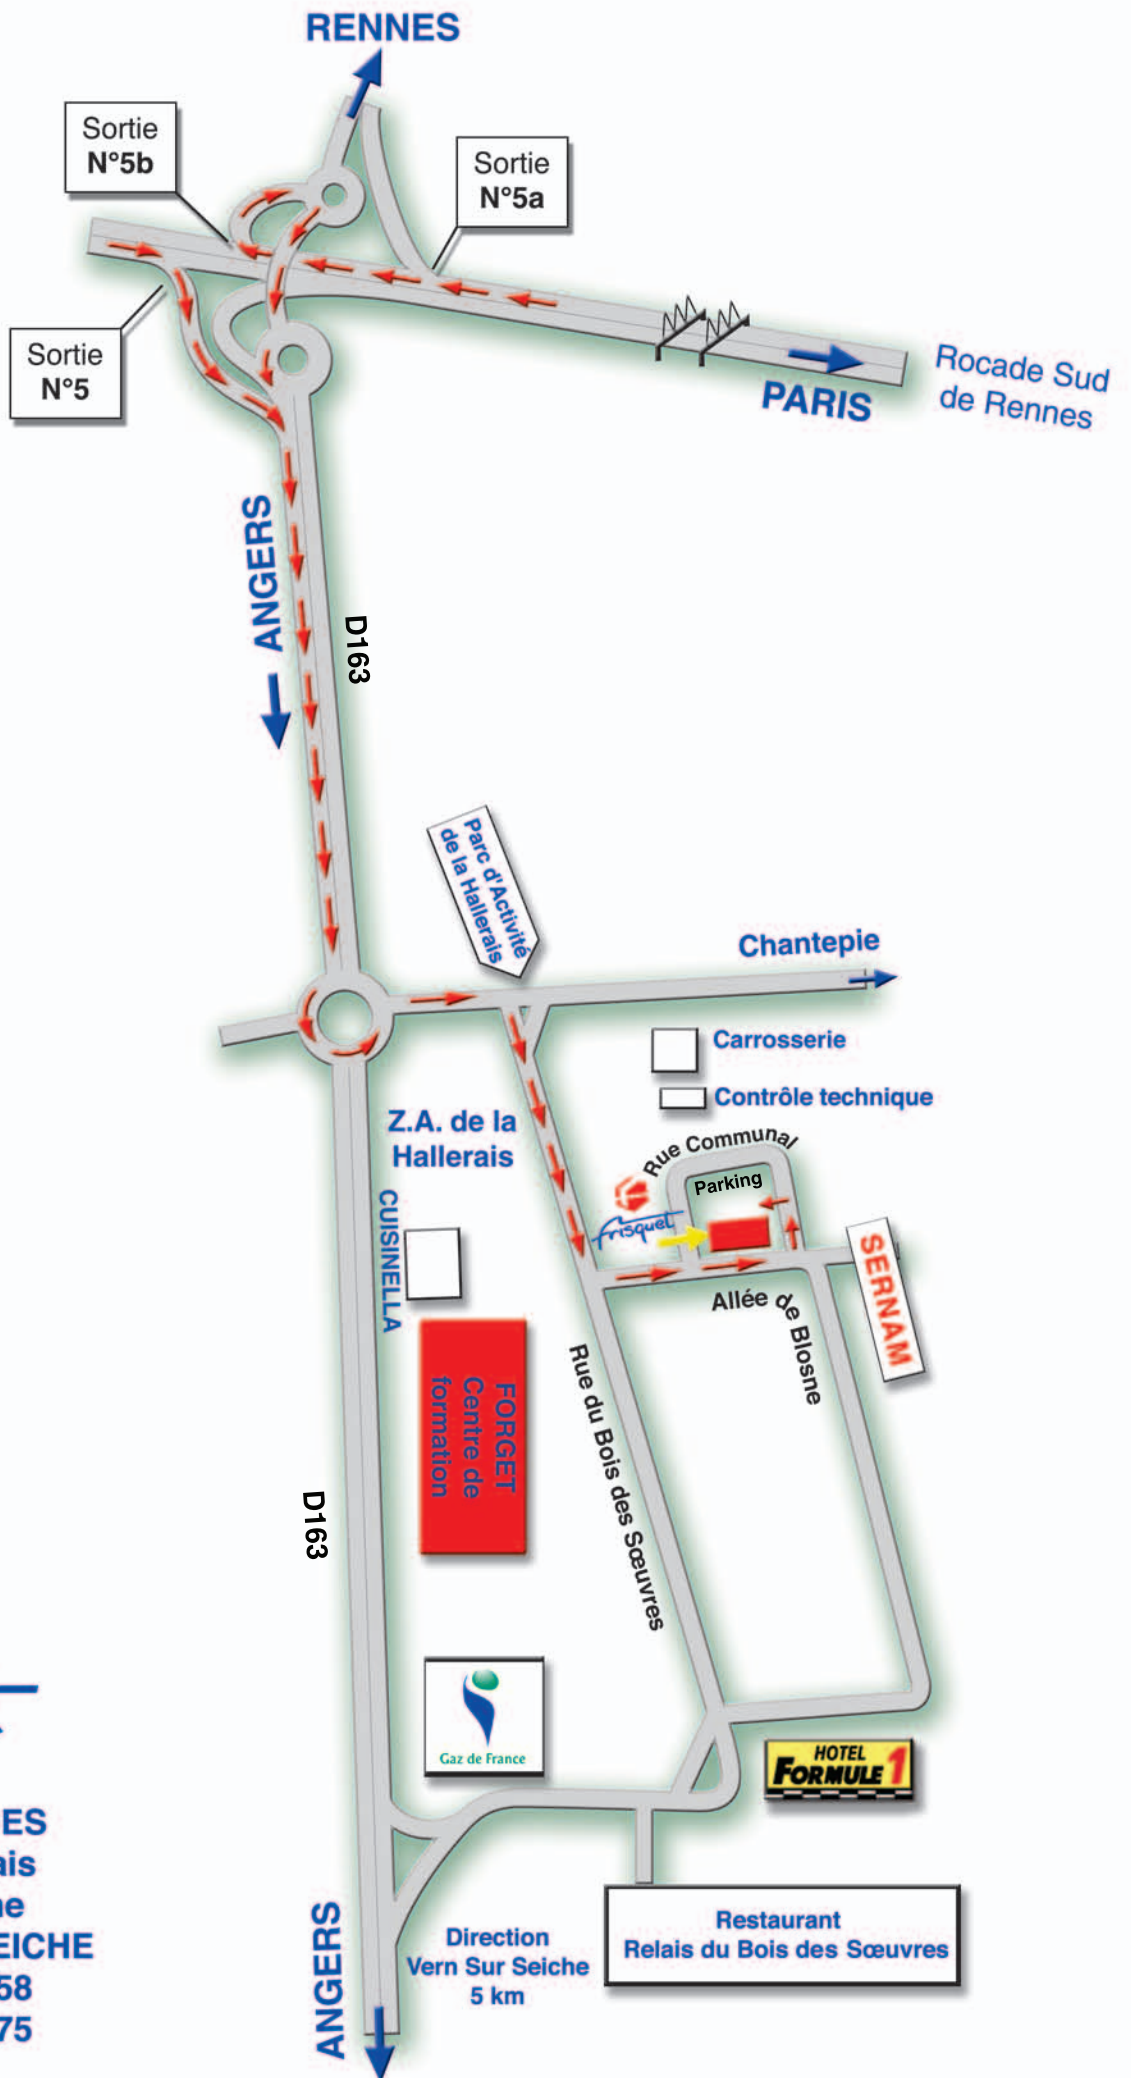 RENNES
Sortie
N°5b
Sortie
N°5a
Sortie
N°5
PARIS
Rocade Sud
de Rennes
ANGERS
D163
Parc d'Activité
de la Hallerais
Chantepie
Carrosserie
Contrôle technique
Z.A. de la
Hallerais
Rue Communal
Parking
frisquet
CUISINELLA
SERNAM
Allée de Blosne
FORGET
Centre de
formation
Rue du Bois des Sœuvres
D163
Gaz de France
HOTEL
FORMULE 1
ES
ais
ne
EICHE
58
75
ANGERS
Direction
Vern Sur Seiche
5 km
Restaurant
Relais du Bois des Sœuvres